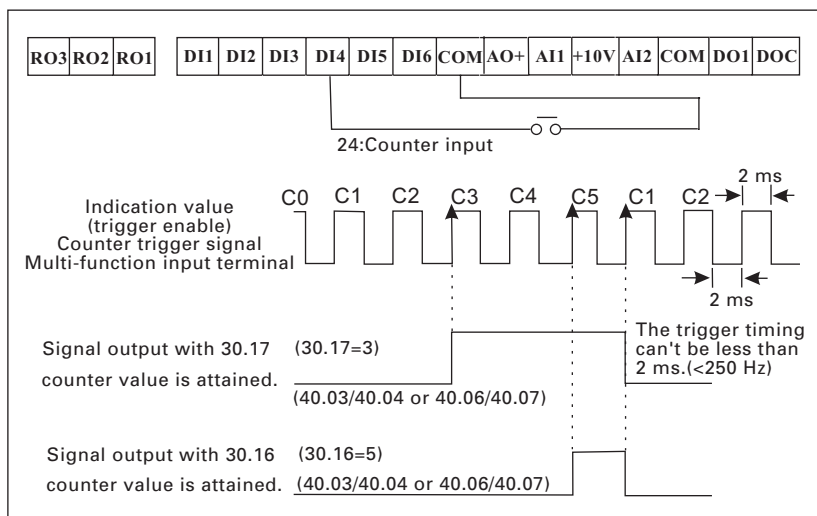 RO3 RO2 RO1 DI1 DI2 DI3 DI4 DI5 DI6 COM AO+ AI1 +10V AI2 COM DO1 DOC
24:Counter input
C0 C1 C2 C3 C4 C5 C1 C2
2 ms
Indication value
(trigger enable)
Counter trigger signal
Multi-function input terminal
2 ms
The trigger timing
can't be less than
2 ms.(<250 Hz)
Signal output with 30.17 (30.17=3)
counter value is attained.
(40.03/40.04 or 40.06/40.07)
Signal output with 30.16 (30.16=5)
counter value is attained. (40.03/40.04 or 40.06/40.07)